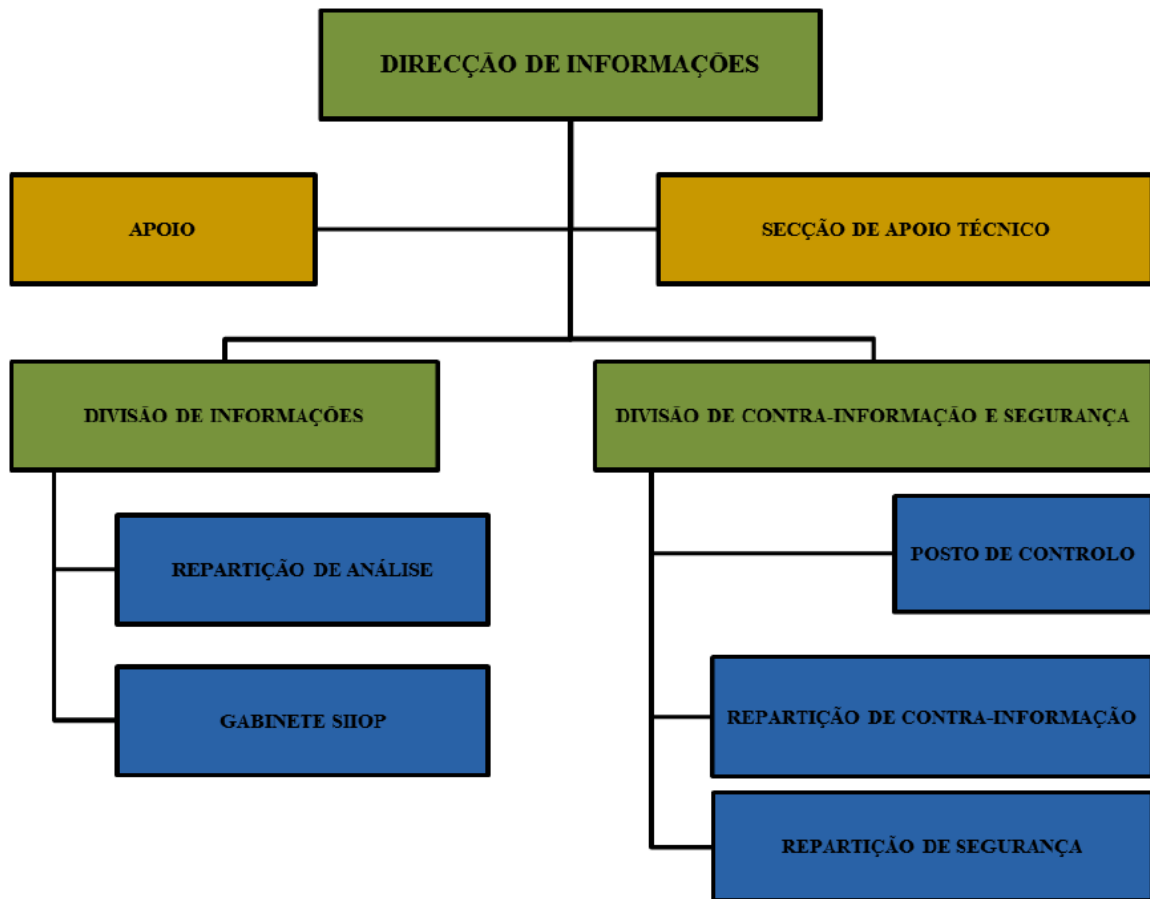 DIRECÇÃO DE INFORMAÇÕES
APOIO
SECÇÃO DE APOIO TÉCNICO
DIVISÃO DE INFORMAÇÕES
DIVISÃO DE CONTRA-INFORMAÇÃO E SEGURANÇA
REPARTIÇÃO DE ANÁLISE
GABINETE SIIOP
POSTO DE CONTROLO
REPARTIÇÃO DE CONTRA-INFORMAÇÃO
REPARTIÇÃO DE SEGURANÇA